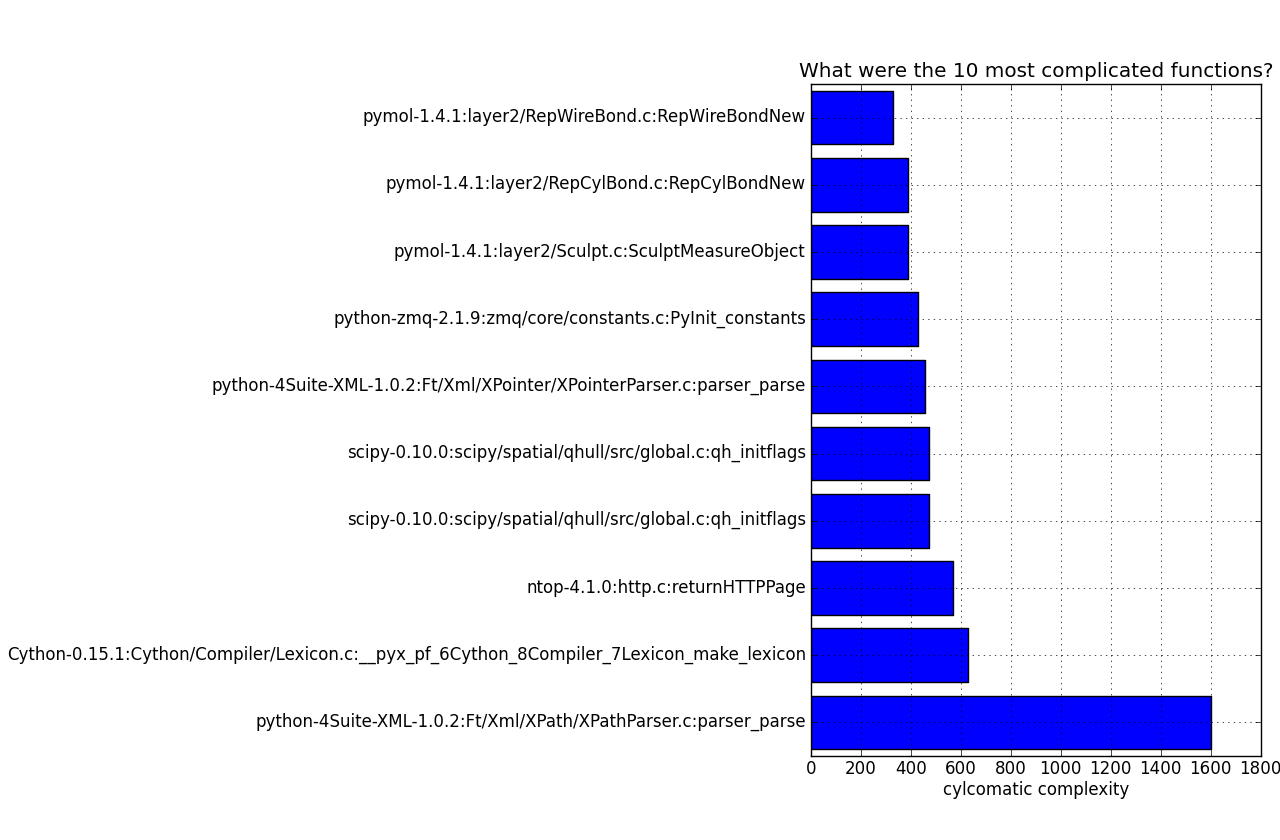 What were the 10 most complicated functions?
pymol-1.4.1:layer2/RepWireBond.c:RepWireBondNew
pymol-1.4.1:layer2/RepCylBond.c:RepCylBondNew
pymol-1.4.1:layer2/Sculpt.c:SculptMeasureObject
python-zmq-2.1.9:zmq/core/constants.c:PyInit_constants
python-4Suite-XML-1.0.2:Ft/Xml/XPointer/XPointerParser.c:parser_parse
scipy-0.10.0:scipy/spatial/qhull/src/global.c:qh_initflags
scipy-0.10.0:scipy/spatial/qhull/src/global.c:qh_initflags
ntop-4.1.0:http.c:returnHTTPPage
Cython-0.15.1:Cython/Compiler/Lexicon.c:__pyx_pf_6Cython_8Compiler_7Lexicon_make_lexicon
python-4Suite-XML-1.0.2:Ft/Xml/XPath/XPathParser.c:parser_parse
0 200 400 600 800 1000 1200 1400 1600 1800
cylcomatic complexity